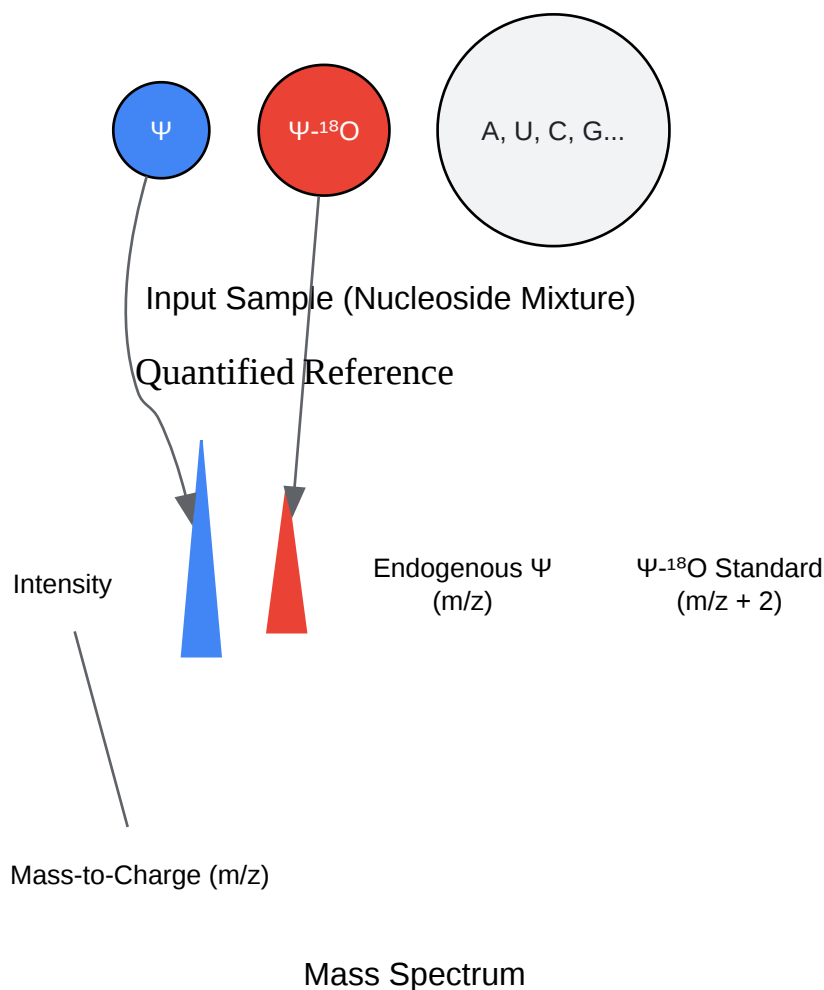 Ψ
Ψ-¹⁸O
A, U, C, G...
Input Sample (Nucleoside Mixture)
Quantified Reference
Intensity
Endogenous Ψ
(m/z)
Ψ-¹⁸O Standard
(m/z + 2)
Mass-to-Charge (m/z)
Mass Spectrum